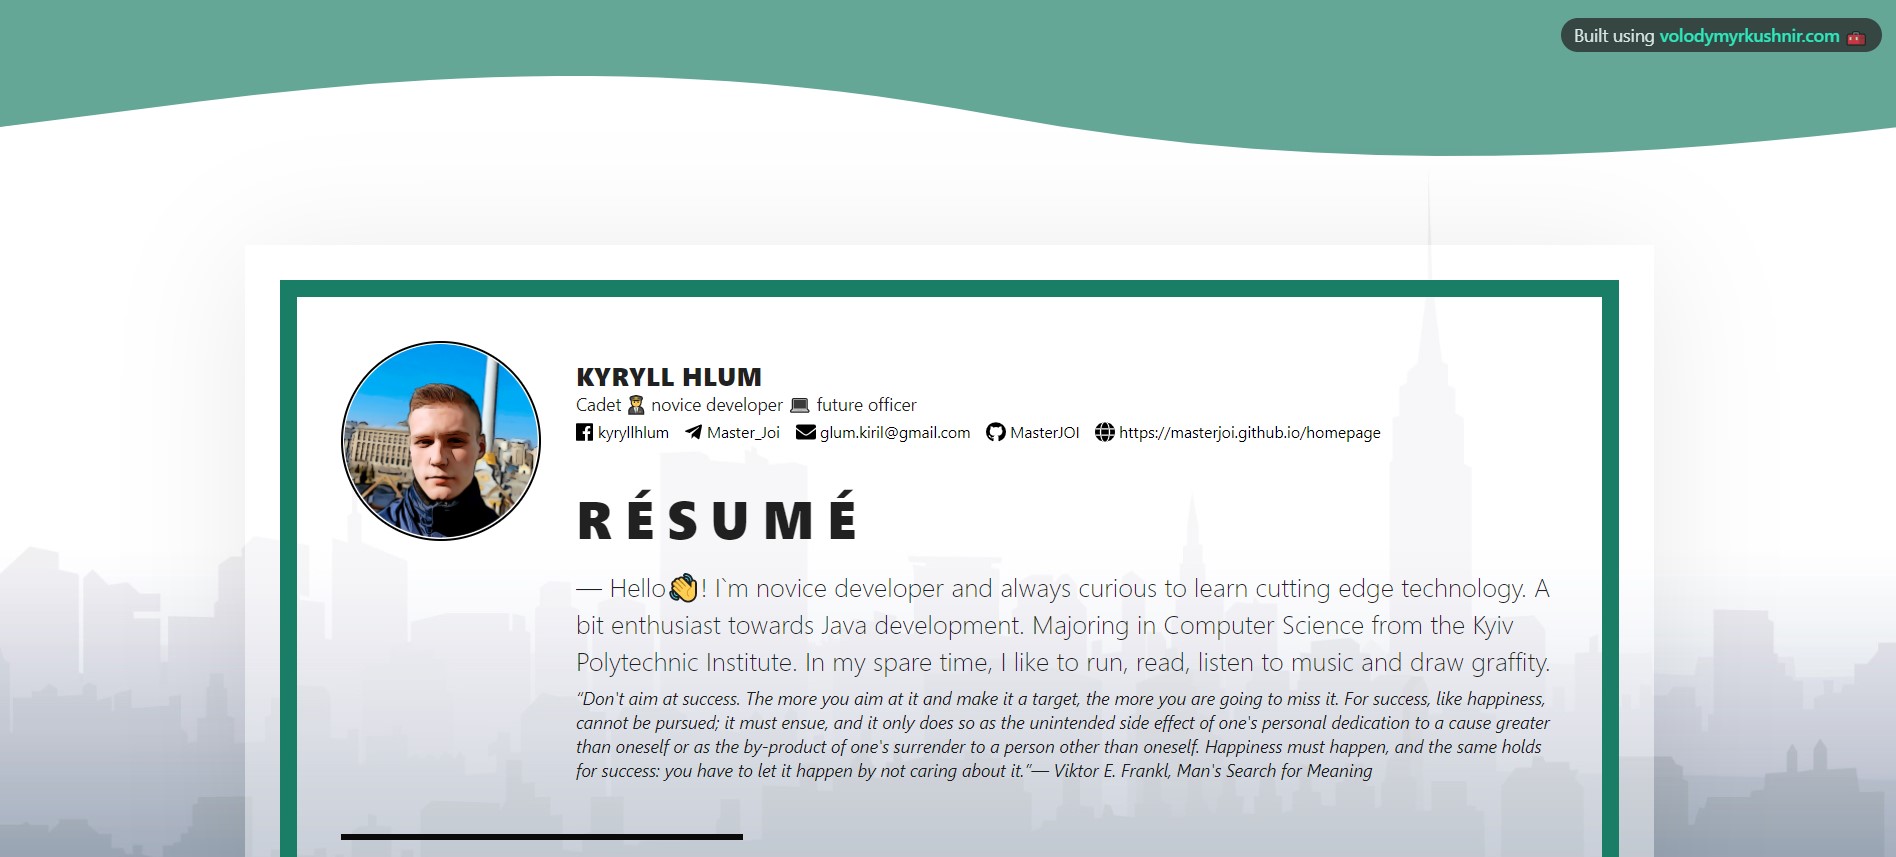 Built using volodymyrkushnir.com 🧰
KYRYLL HLUM
Cadet 👨‍✈️ novice developer 💻 future officer
kyryllhlum Master_Joi glum.kiril@gmail.com MasterJOI https://masterjoi.github.io/homepage
RÉSUMÉ
— Hello👋! I`m novice developer and always curious to learn cutting edge technology. A
bit enthusiast towards Java development. Majoring in Computer Science from the Kyiv
Polytechnic Institute. In my spare time, I like to run, read, listen to music and draw graffity.
“Don't aim at success. The more you aim at it and make it a target, the more you are going to miss it. For success, like happiness,
cannot be pursued; it must ensue, and it only does so as the unintended side effect of one's personal dedication to a cause greater
than oneself or as the by-product of one's surrender to a person other than oneself. Happiness must happen, and the same holds
for success: you have to let it happen by not caring about it.”— Viktor E. Frankl, Man's Search for Meaning